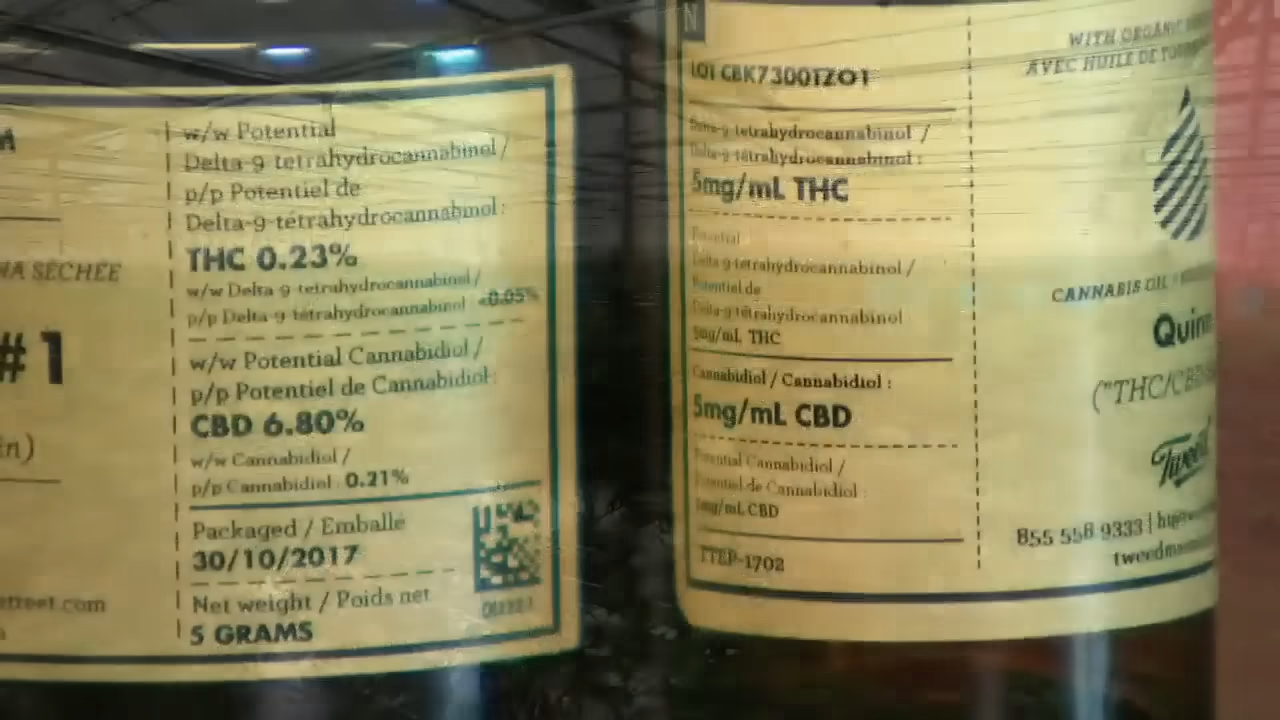 w/w Potential
Delta-9-tetrahydrocannabinol /
p/p Potentiel de
Delta-9-tétrahydrocannabinol:
THC 0.23%
w/w Delta-9-tetrahydrocannabinol /
p/p Delta-9-tétrahydrocannabinol <0.05%
w/w Potential Cannabidiol /
p/p Potentiel de Cannabidiol:
CBD 6.80%
w/w Cannabidiol /
p/p Cannabidiol 0.21%
Packaged / Emballé
30/10/2017
Net weight / Poids net
5 GRAMS
SÉCHÉE
#1
street.com
N
LOT CBK73001ZO1
Delta-9-tetrahydrocannabinol /
Delta-9-tétrahydrocannabinol :
5mg/mL THC
Potential
Delta-9-tetrahydrocannabinol /
Potentiel de
Delta-9-tétrahydrocannabinol
5mg/mL THC
Cannabidiol / Cannabidiol :
5mg/mL CBD
Potential Cannabidiol /
Potentiel de Cannabidiol :
5mg/mL CBD
TTEP-1702
WITH ORGANIC
AVEC HUILE DE
CANNABIS OIL
("THC/CBD
Tweed
855 558 9333 |